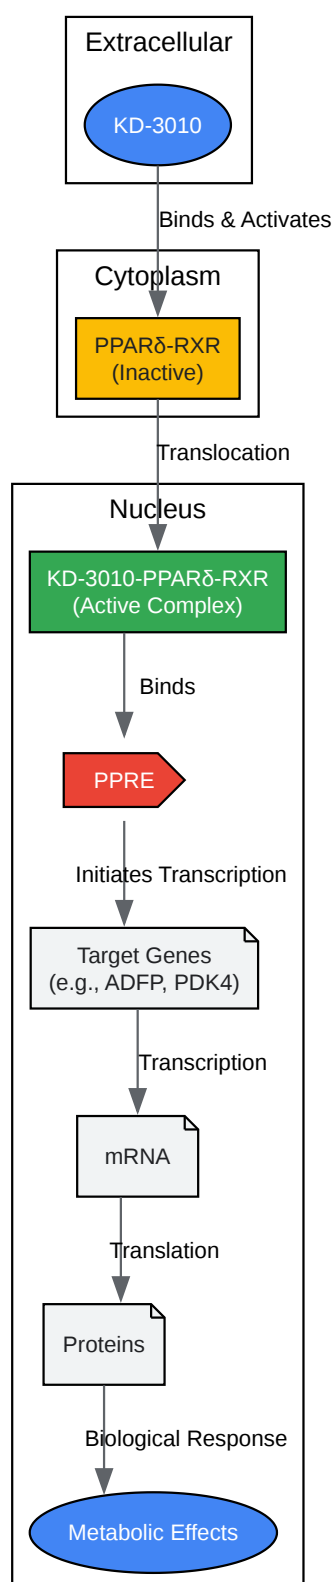 Extracellular
KD-3010
Binds & Activates
Cytoplasm
PPARδ-RXR
(Inactive)
Translocation
Nucleus
KD-3010-PPARδ-RXR
(Active Complex)
Binds
PPRE
Initiates Transcription
Target Genes
(e.g., ADFP, PDK4)
Transcription
mRNA
Translation
Proteins
Biological Response
Metabolic Effects